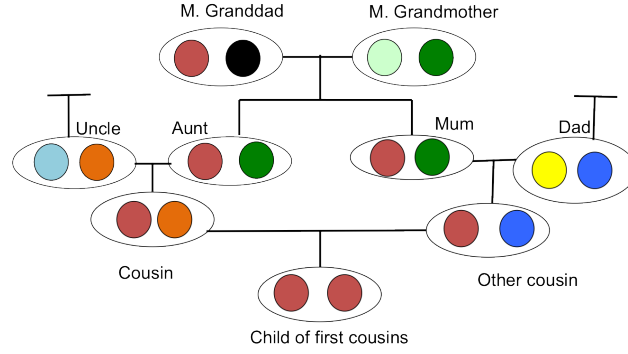 M. Granddad
M. Grandmother
Uncle
Aunt
Mum
Dad
Cousin
Other cousin
Child of first cousins